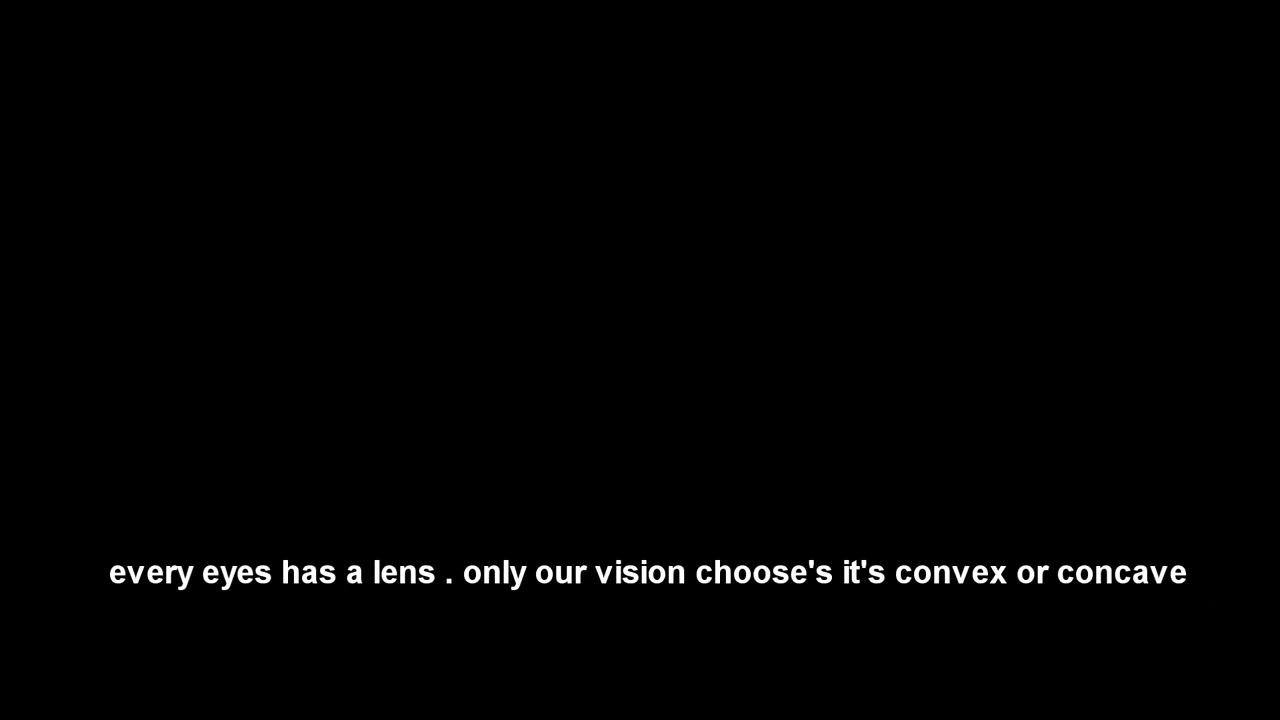 every eyes has a lens . only our vision choose's it's convex or concave